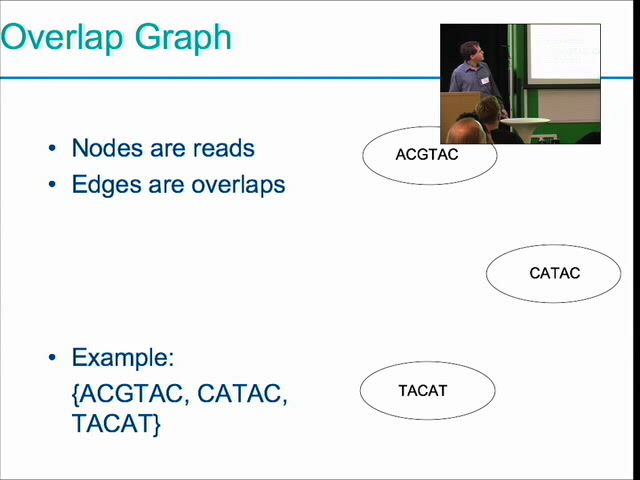 Overlap Graph
• Nodes are reads
• Edges are overlaps
ACGTAC
CATAC
• Example:
{ACGTAC, CATAC,
TACAT}
TACAT